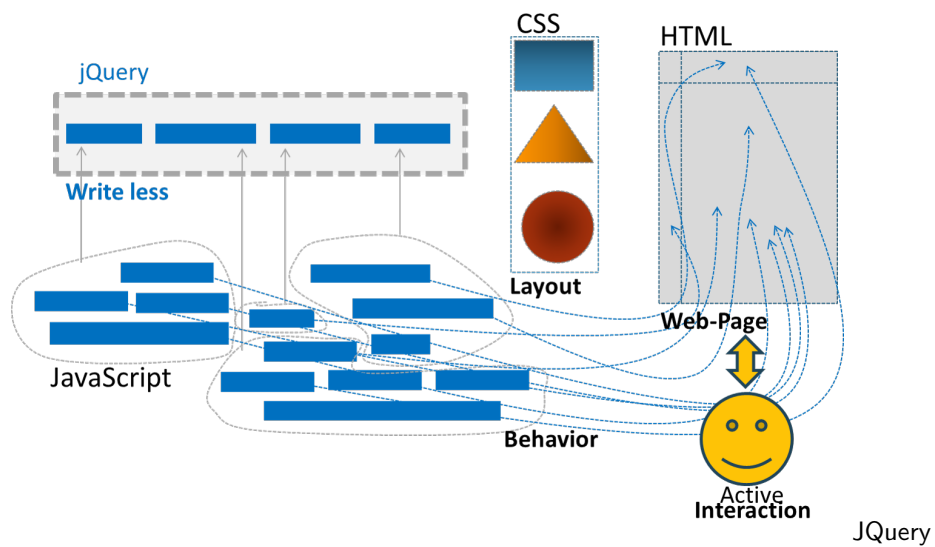 CSS
HTML
jQuery
Write less
Layout
Web-Page
JavaScript
Behavior
Active
Interaction
JQuery